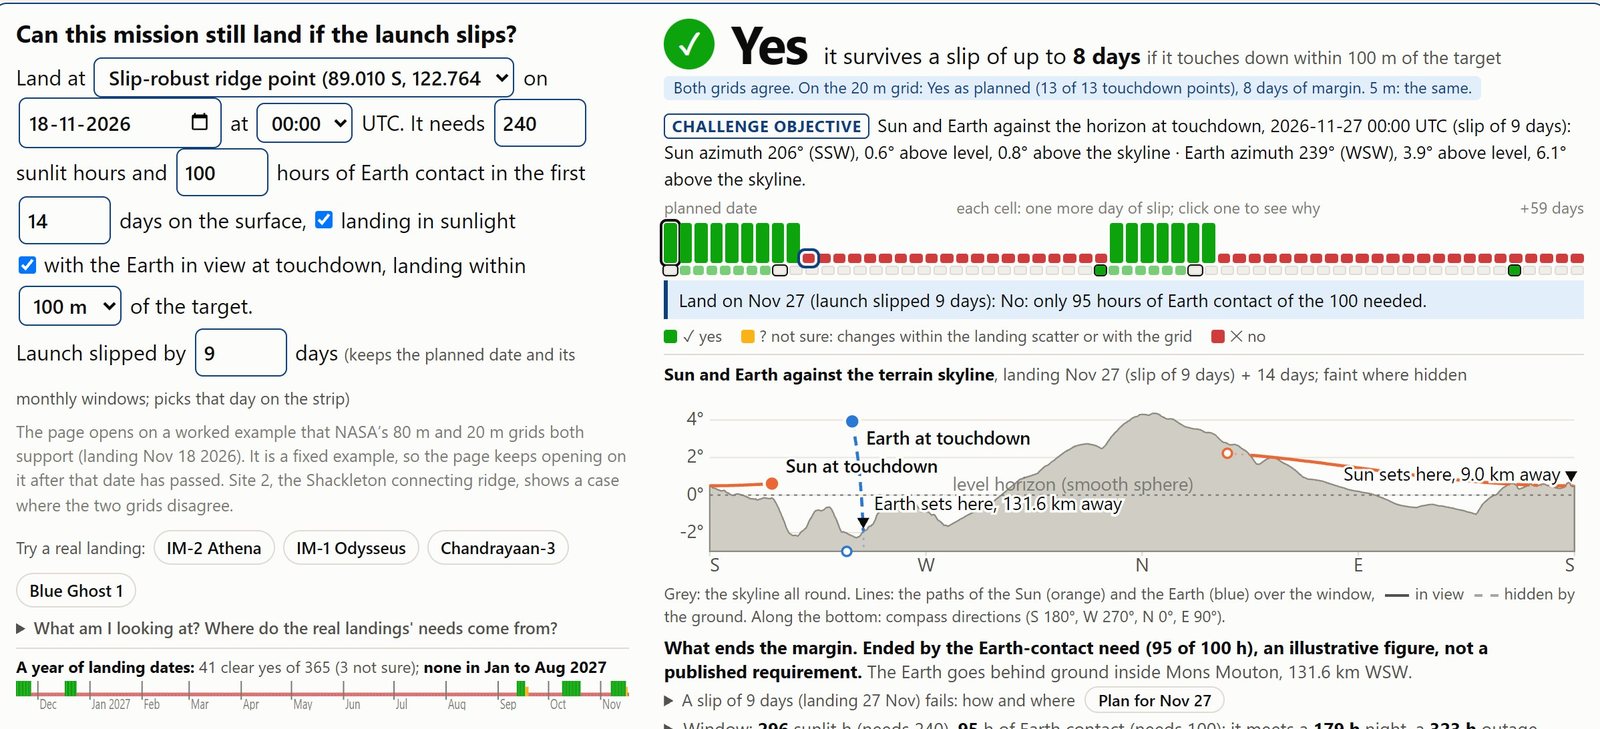 Can this mission still land if the launch slips?
Land at Slip-robust ridge point (89.010 S, 122.764 on
18-11-2026 at 00:00 UTC. It needs 240
sunlit hours and 100 hours of Earth contact in the first
14 days on the surface, landing in sunlight
with the Earth in view at touchdown, landing within
100 m of the target.
Launch slipped by 9 days (keeps the planned date and its
monthly windows; picks that day on the strip)
The page opens on a worked example that NASA's 80 m and 20 m grids both
support (landing Nov 18 2026). It is a fixed example, so the page keeps opening on
it after that date has passed. Site 2, the Shackleton connecting ridge, shows a case
where the two grids disagree.
Try a real landing: IM-2 Athena IM-1 Odysseus Chandrayaan-3
Blue Ghost 1
▶ What am I looking at? Where do the real landings' needs come from?
A year of landing dates: 41 clear yes of 365 (3 not sure); none in Jan to Aug 2027
Dec Jan 2027 Feb Mar Apr May Jun Jul Aug Sep Oct Nov
✓ Yes it survives a slip of up to 8 days if it touches down within 100 m of the target
Both grids agree. On the 20 m grid: Yes as planned (13 of 13 touchdown points), 8 days of margin. 5 m: the same.
CHALLENGE OBJECTIVE Sun and Earth against the horizon at touchdown, 2026-11-27 00:00 UTC (slip of 9 days):
Sun azimuth 206° (SSW), 0.6° above level, 0.8° above the skyline · Earth azimuth 239° (WSW), 3.9° above level, 6.1°
above the skyline.
planned date each cell: one more day of slip; click one to see why +59 days
Land on Nov 27 (launch slipped 9 days): No: only 95 hours of Earth contact of the 100 needed.
✓ yes ? not sure: changes within the landing scatter or with the grid ✕ no
Sun and Earth against the terrain skyline, landing Nov 27 (slip of 9 days) + 14 days; faint where hidden
4°
Earth at touchdown
2°
Sun at touchdown
Sun sets here, 9.0 km away
level horizon (smooth sphere)
0°
Earth sets here, 131.6 km away
-2°
S W N E S
Grey: the skyline all round. Lines: the paths of the Sun (orange) and the Earth (blue) over the window, in view hidden by
the ground. Along the bottom: compass directions (S 180°, W 270°, N 0°, E 90°).
What ends the margin. Ended by the Earth-contact need (95 of 100 h), an illustrative figure, not a
published requirement. The Earth goes behind ground inside Mons Mouton, 131.6 km WSW.
▶ A slip of 9 days (landing 27 Nov) fails: how and where Plan for Nov 27
▶ Window: 296 sunlit h (needs 240), 95 h of Earth contact (needs 100); it meets a 179 h night, a 323 h outage